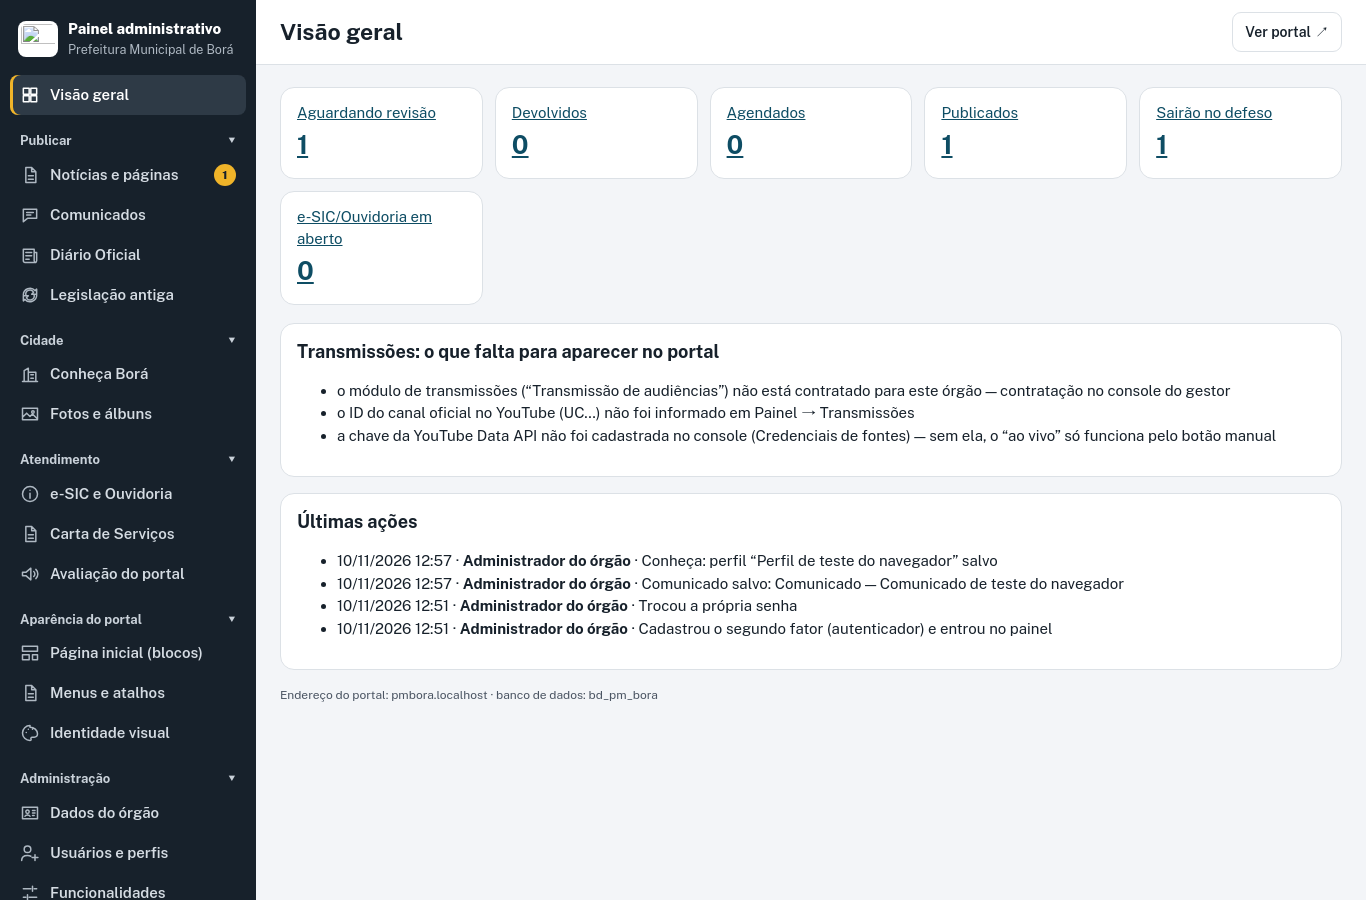 Painel administrativo
Prefeitura Municipal de Borá
Visão geral
Publicar
Notícias e páginas
1
Comunicados
Diário Oficial
Legislação antiga
Cidade
Conheça Borá
Fotos e álbuns
Atendimento
e-SIC e Ouvidoria
Carta de Serviços
Avaliação do portal
Aparência do portal
Página inicial (blocos)
Menus e atalhos
Identidade visual
Administração
Dados do órgão
Usuários e perfis
Funcionalidades
Visão geral
Ver portal ↗
Aguardando revisão
1
Devolvidos
0
Agendados
0
Publicados
1
Sairão no defeso
1
e-SIC/Ouvidoria em
aberto
0
Transmissões: o que falta para aparecer no portal
• o módulo de transmissões (“Transmissão de audiências”) não está contratado para este órgão — contratação no console do gestor
• o ID do canal oficial no YouTube (UC…) não foi informado em Painel → Transmissões
• a chave da YouTube Data API não foi cadastrada no console (Credenciais de fontes) — sem ela, o “ao vivo” só funciona pelo botão manual
Últimas ações
• 10/11/2026 12:57 · Administrador do órgão · Conheça: perfil “Perfil de teste do navegador” salvo
• 10/11/2026 12:57 · Administrador do órgão · Comunicado salvo: Comunicado — Comunicado de teste do navegador
• 10/11/2026 12:51 · Administrador do órgão · Trocou a própria senha
• 10/11/2026 12:51 · Administrador do órgão · Cadastrou o segundo fator (autenticador) e entrou no painel
Endereço do portal: pmbora.localhost · banco de dados: bd_pm_bora